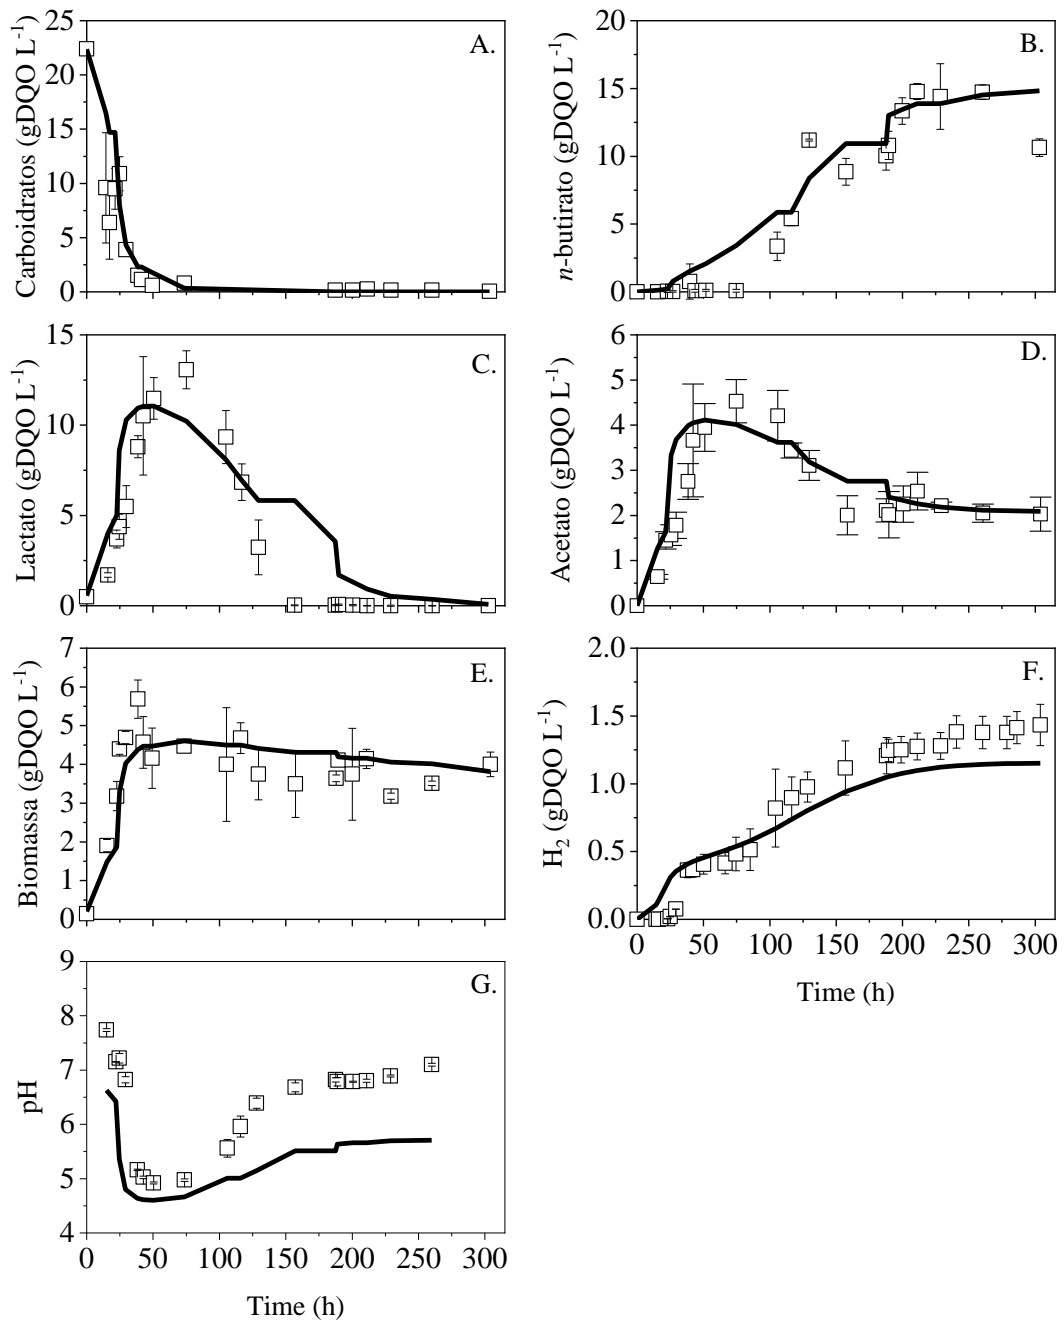 A.
Carboidratos (gDQO L⁻¹)
25
20
15
10
5
0
B.
n-butirato (gDQO L⁻¹)
20
15
10
5
0
C.
Lactato (gDQO L⁻¹)
15
10
5
0
D.
Acetato (gDQO L⁻¹)
6
5
4
3
2
1
0
E.
Biomassa (gDQO L⁻¹)
7
6
5
4
3
2
1
0
F.
H₂ (gDQO L⁻¹)
2.0
1.5
1.0
0.5
0.0
0 50 100 150 200 250 300
Time (h)
G.
pH
9
8
7
6
5
4
0 50 100 150 200 250 300
Time (h)